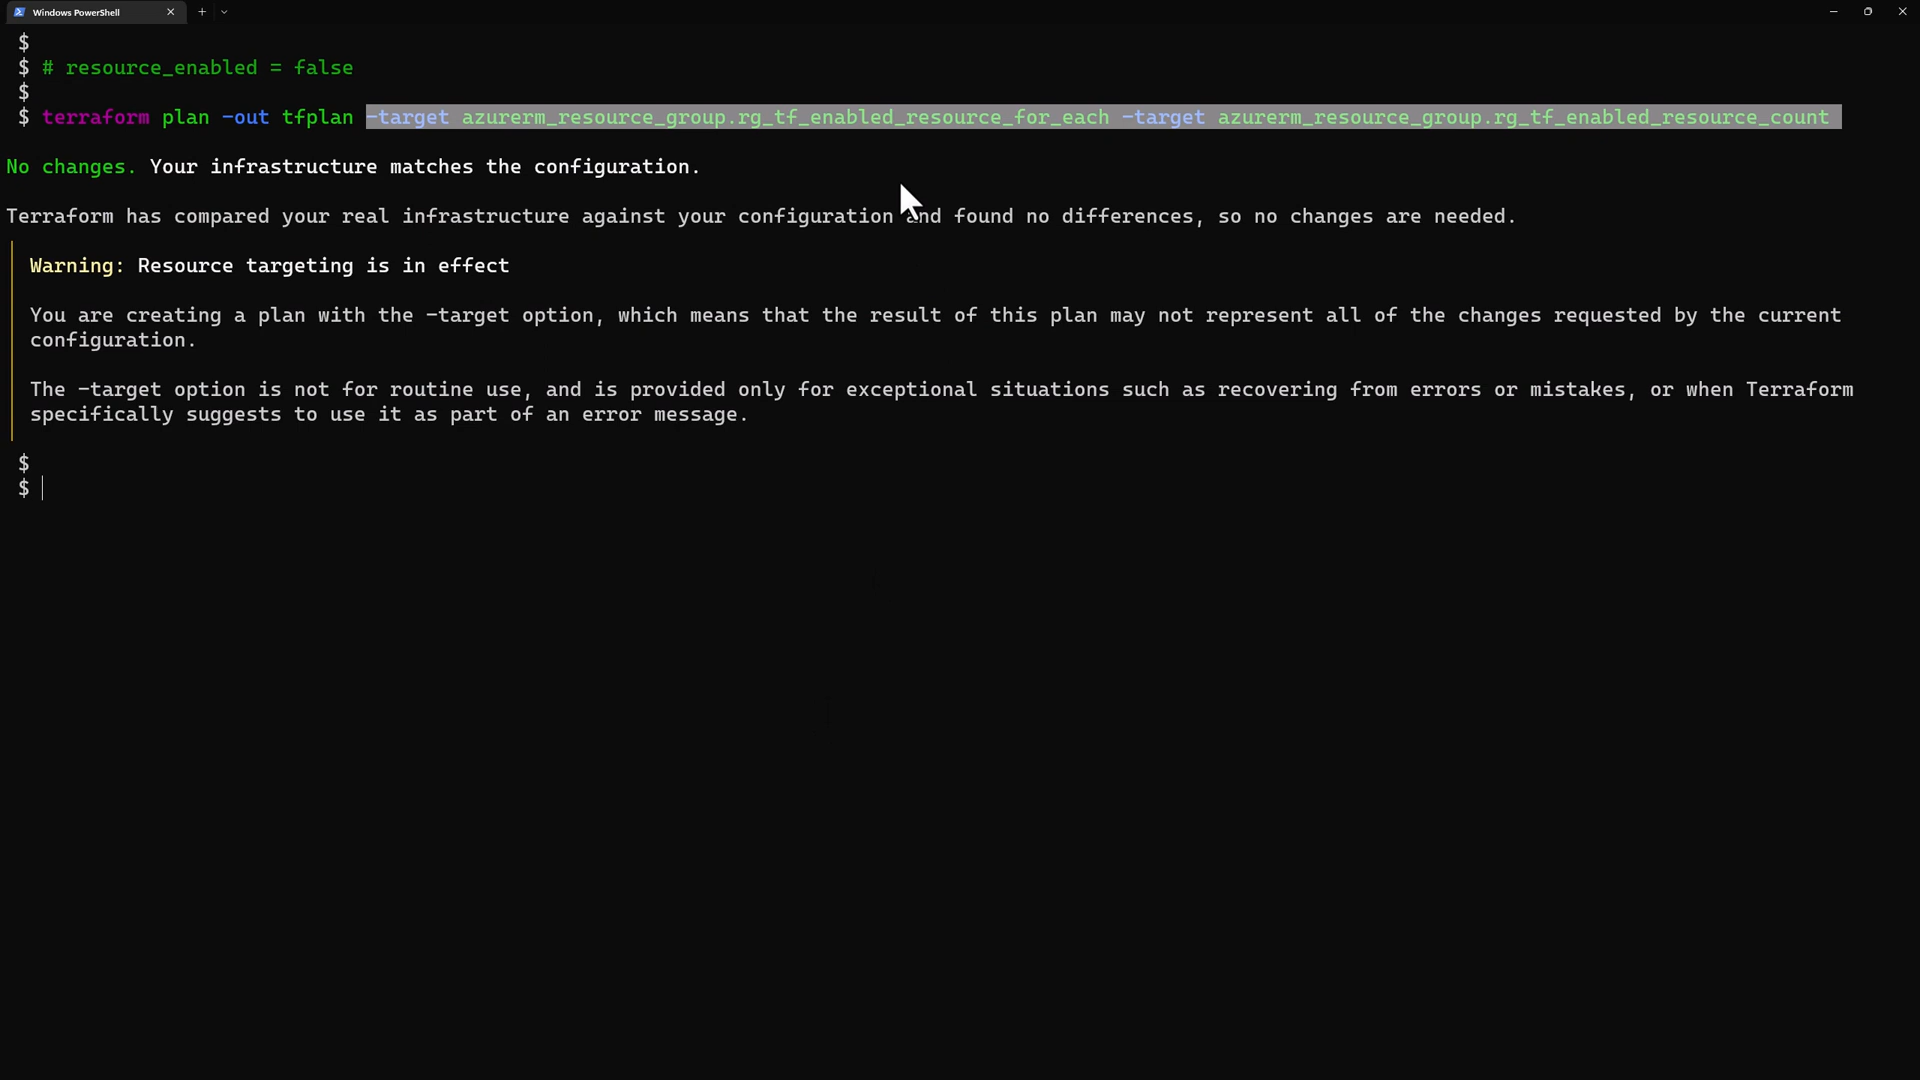 Windows PowerShell
$
$ # resource_enabled = false
$
$ terraform plan -out tfplan -target azurerm_resource_group.rg_tf_enabled_resource_for_each -target azurerm_resource_group.rg_tf_enabled_resource_count
No changes. Your infrastructure matches the configuration.
Terraform has compared your real infrastructure against your configuration and found no differences, so no changes are needed.
Warning: Resource targeting is in effect
You are creating a plan with the -target option, which means that the result of this plan may not represent all of the changes requested by the current
configuration.
The -target option is not for routine use, and is provided only for exceptional situations such as recovering from errors or mistakes, or when Terraform
specifically suggests to use it as part of an error message.
$
$